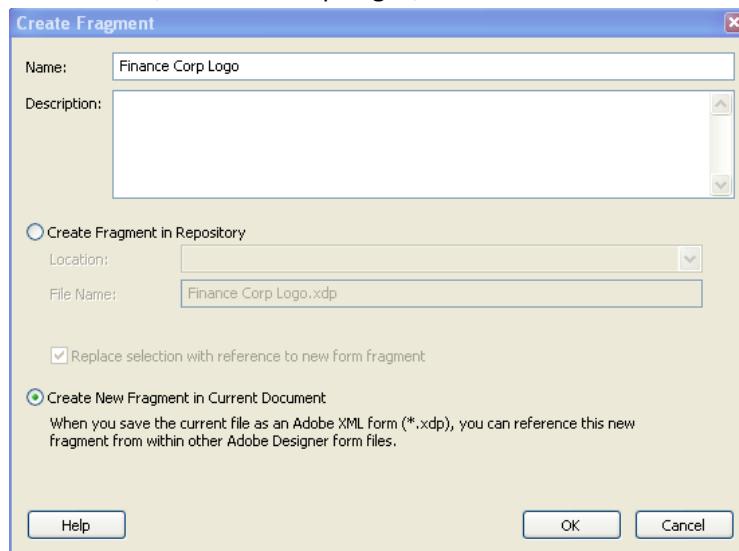 Create Fragment
Name: Finance Corp Logo
Description:
Create Fragment in Repository
Location:
File Name: Finance Corp Logo.xdp
Replace selection with reference to new form fragment
Create New Fragment in Current Document
When you save the current file as an Adobe XML form (*.xdp), you can reference this new
fragment from within other Adobe Designer form files.
Help OK Cancel